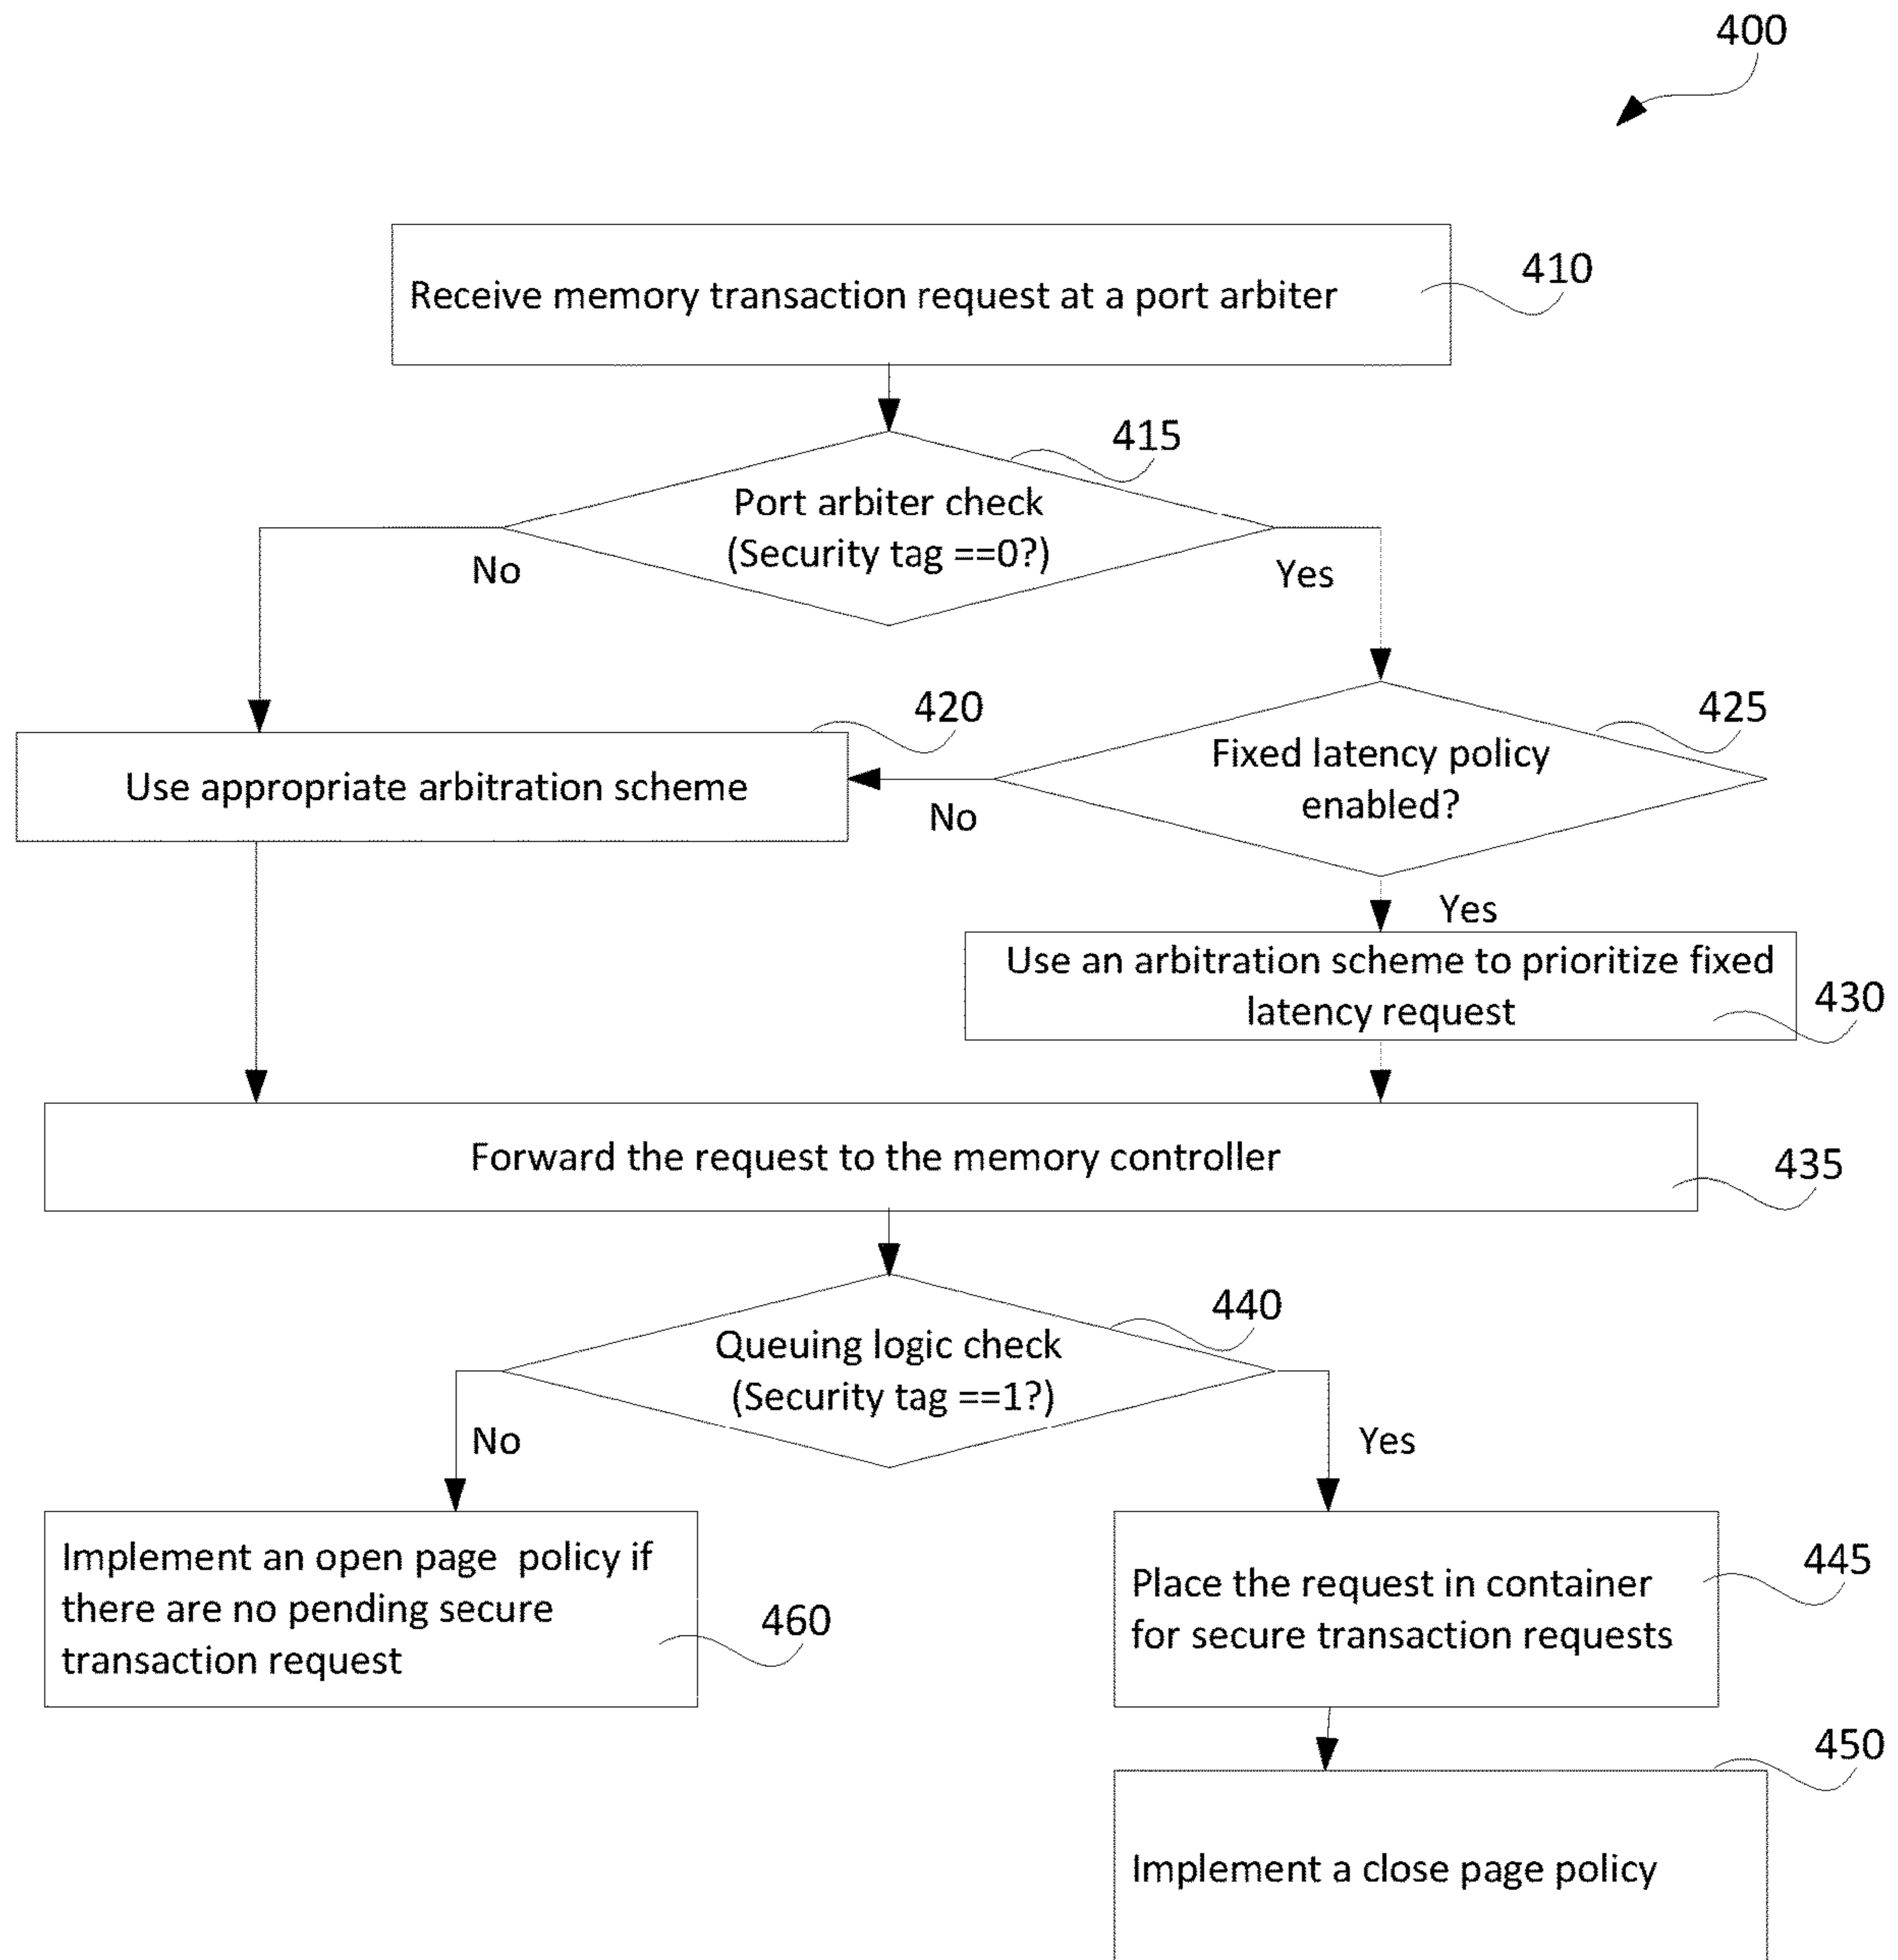 400
Receive memory transaction request at a port arbiter
410
415
Port arbiter check
(Security tag ==0?)
No
Yes
420
425
Use appropriate arbitration scheme
Fixed latency policy
enabled?
No
Yes
Use an arbitration scheme to prioritize fixed
latency request
430
Forward the request to the memory controller
435
440
Queuing logic check
(Security tag ==1?)
No
Yes
Implement an open page policy if
there are no pending secure
transaction request
460
Place the request in container
for secure transaction requests
445
450
Implement a close page policy